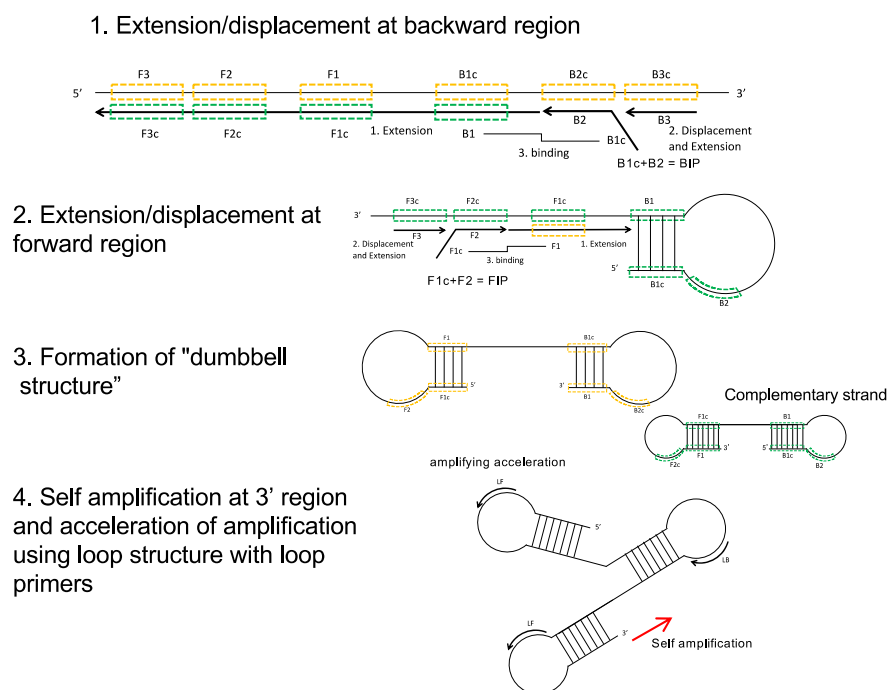 1. Extension/displacement at backward region
F3 F2 F1 B1c B2c B3c
5’ 3’
F3c F2c F1c 1. Extension B1 3. binding B1c B2 B3 2. Displacement
and Extension
B1c+B2 = BIP
2. Extension/displacement at
forward region
F3c F2c F1c B1
3’
2. Displacement
and Extension
F3 F1c F2 3. binding F1 1. Extension
5’
B1c
B2
F1c+F2 = FIP
3. Formation of "dumbbell
structure”
F1 B1c
5’ 3’
F1c B1
F2 B2c
Complementary strand
F1c B1
3’ 5’
F2c F1 B1c B2
4. Self amplification at 3’ region
and acceleration of amplification
using loop structure with loop
primers
amplifying acceleration
LF
5’
LB
LF
3’
Self amplification